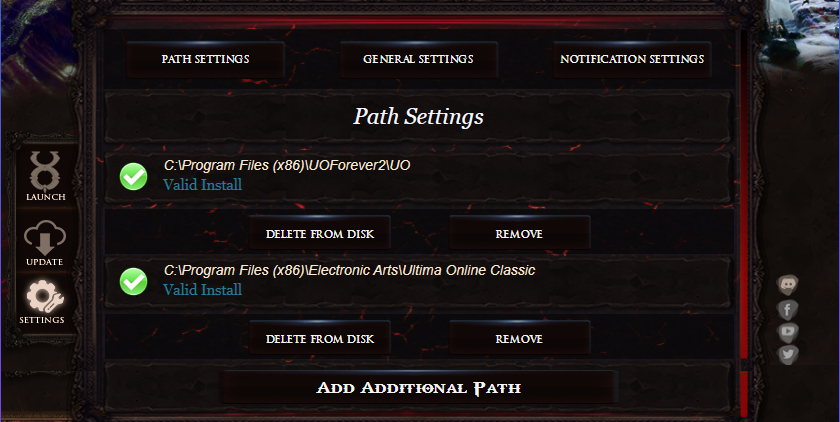 PATH SETTINGS
GENERAL SETTINGS
NOTIFICATION SETTINGS
Path Settings
C:\Program Files (x86)\UOForever2\UO
Valid Install
LAUNCH
DELETE FROM DISK
REMOVE
UPDATE
C:\Program Files (x86)\Electronic Arts\Ultima Online Classic
Valid Install
SETTINGS
DELETE FROM DISK
REMOVE
Add Additional Path